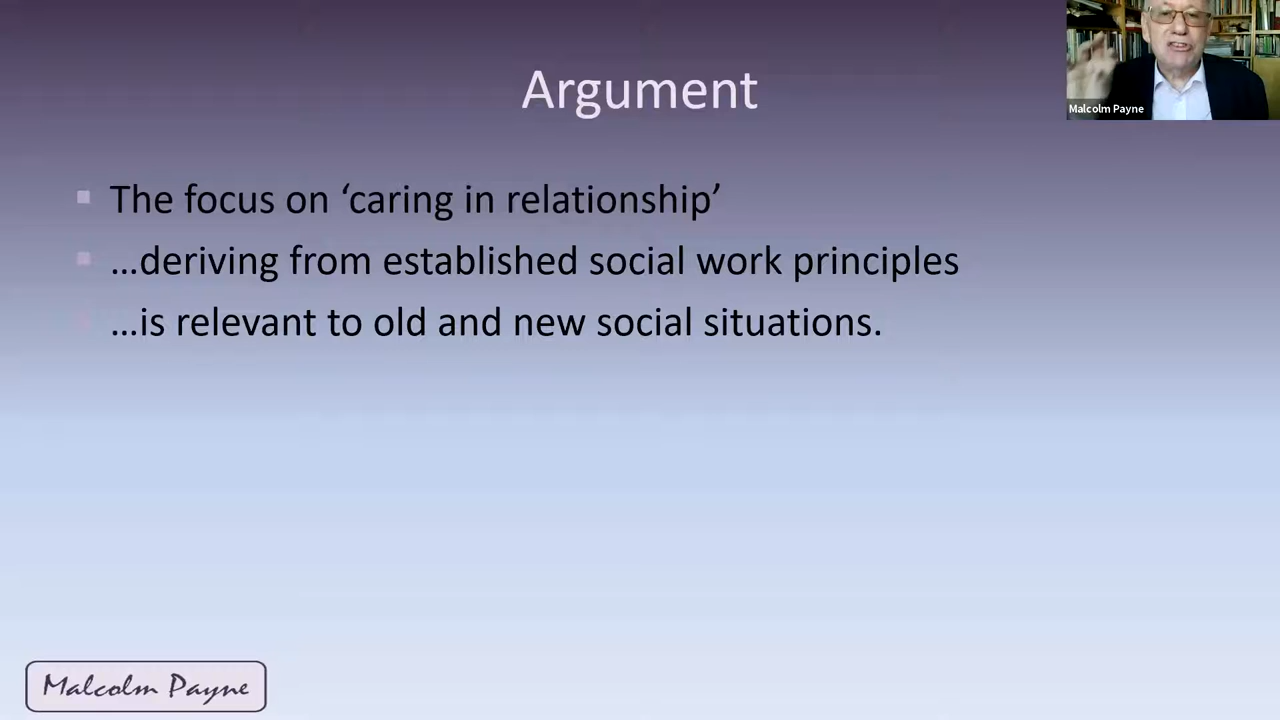 Argument
Malcolm Payne
The focus on ‘caring in relationship’
…deriving from established social work principles
…is relevant to old and new social situations.
Malcolm Payne